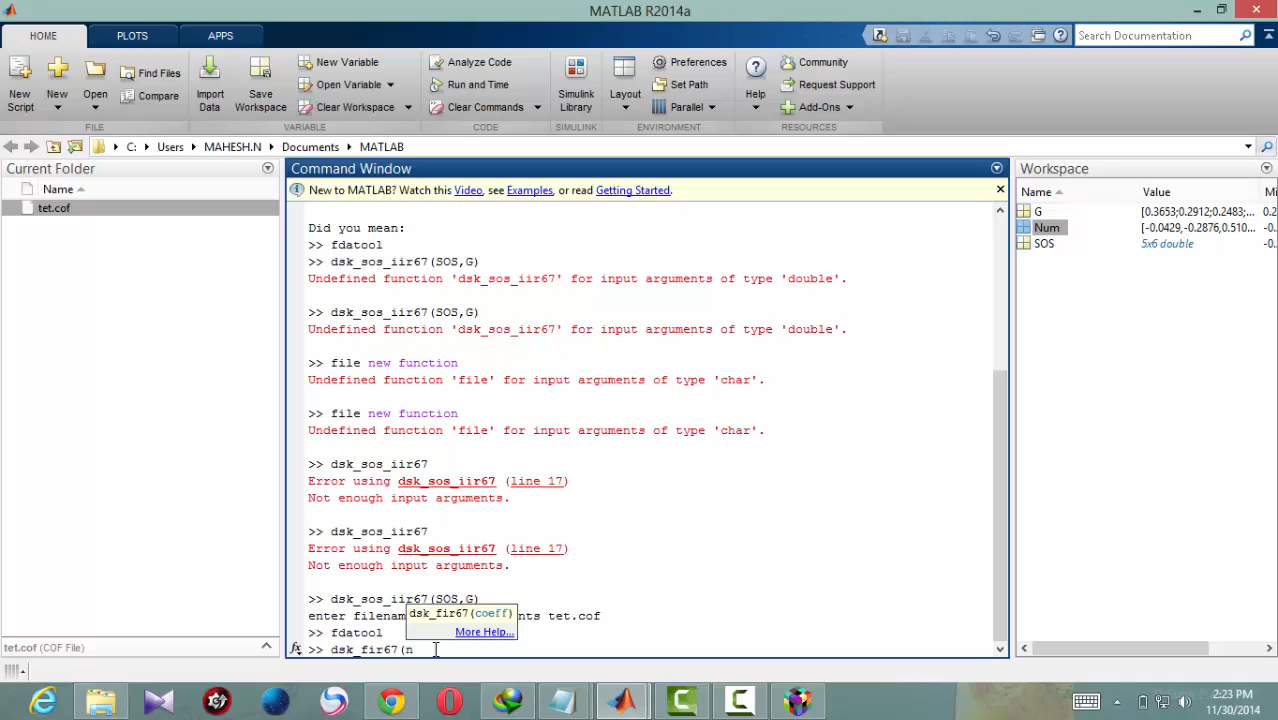 MATLAB R2014a
HOME
PLOTS
APPS
Search Documentation
New Script
New
Open
Find Files
Compare
Import Data
Save Workspace
New Variable
Open Variable
Clear Workspace
Analyze Code
Run and Time
Clear Commands
Simulink Library
Layout
Preferences
Set Path
Parallel
Help
Community
Request Support
Add-Ons
FILE
VARIABLE
CODE
SIMULINK
ENVIRONMENT
RESOURCES
C: Users MAHESH.N Documents MATLAB
Current Folder
Name
tet.cof
tet.cof (COF File)
Command Window
New to MATLAB? Watch this Video, see Examples, or read Getting Started.
Did you mean:
>> fdatool
>> dsk_sos_iir67(SOS,G)
Undefined function 'dsk_sos_iir67' for input arguments of type 'double'.
>> dsk_sos_iir67(SOS,G)
Undefined function 'dsk_sos_iir67' for input arguments of type 'double'.
>> file new function
Undefined function 'file' for input arguments of type 'char'.
>> file new function
Undefined function 'file' for input arguments of type 'char'.
>> dsk_sos_iir67
Error using dsk_sos_iir67 (line 17)
Not enough input arguments.
>> dsk_sos_iir67
Error using dsk_sos_iir67 (line 17)
Not enough input arguments.
>> dsk_sos_iir67(SOS,G)
enter filenam
nts tet.cof
dsk_fir67(coeff)
More Help...
>> fdatool
fx >> dsk_fir67(n
Workspace
Name Value Mi
G [0.3653;0.2912;0.2483;... 0.2
Num [-0.0429,-0.2876,0.510... -0.
SOS 5x6 double -0.
2:23 PM
11/30/2014